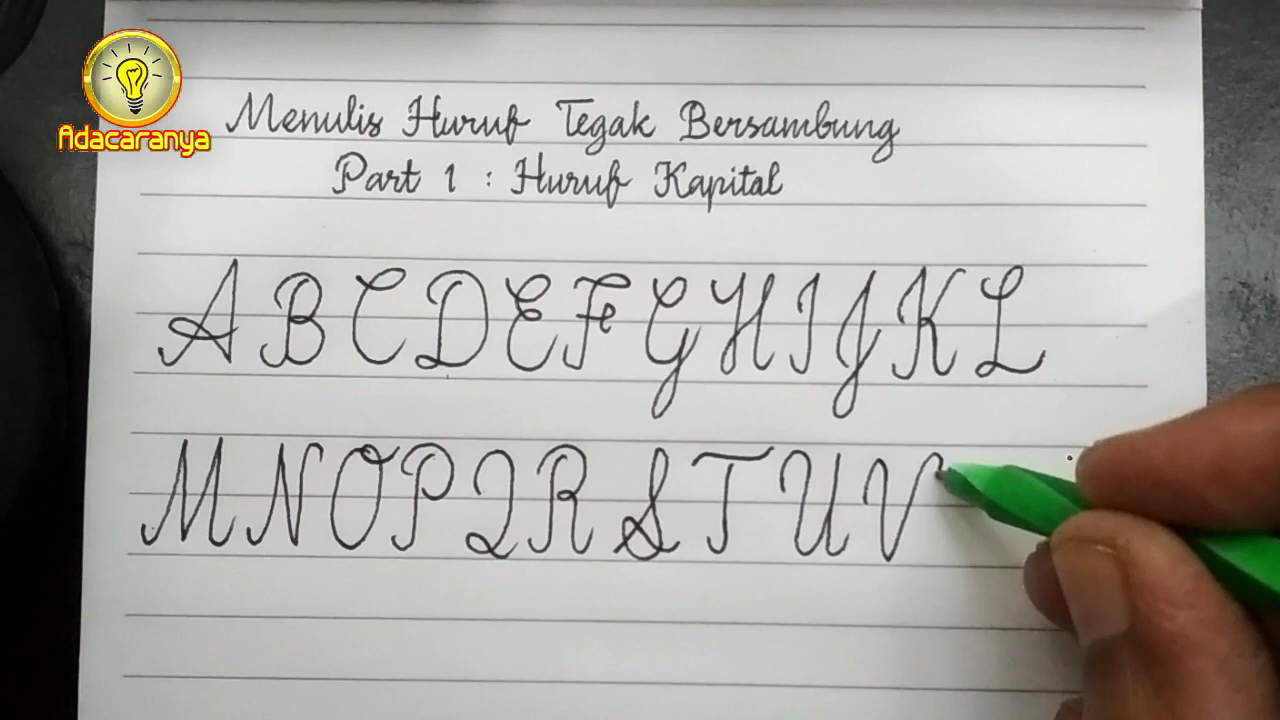 Adacaranya
Menulis Huruf Tegak Bersambung
Part 1 : Huruf Kapital
A B C D E F G H I J K L
M N O P Q R S T U V